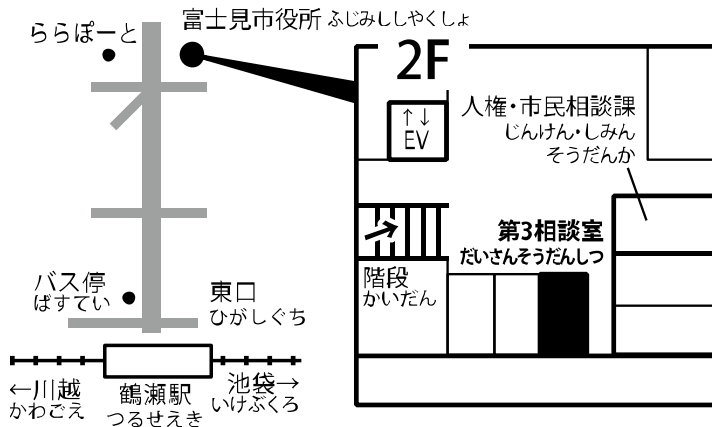 富士見市役所 ふじみししやくしょ
ららぽーと
バス停
ばすてい
東口
ひがしぐち
←川越
かわごえ
鶴瀬駅
つるせえき
池袋→
いけぶくろ
2F
↑↓
EV
人権・市民相談課
じんけん・しみん
そうだんか
第3相談室
だいさんそうだんしつ
階段
かいだん